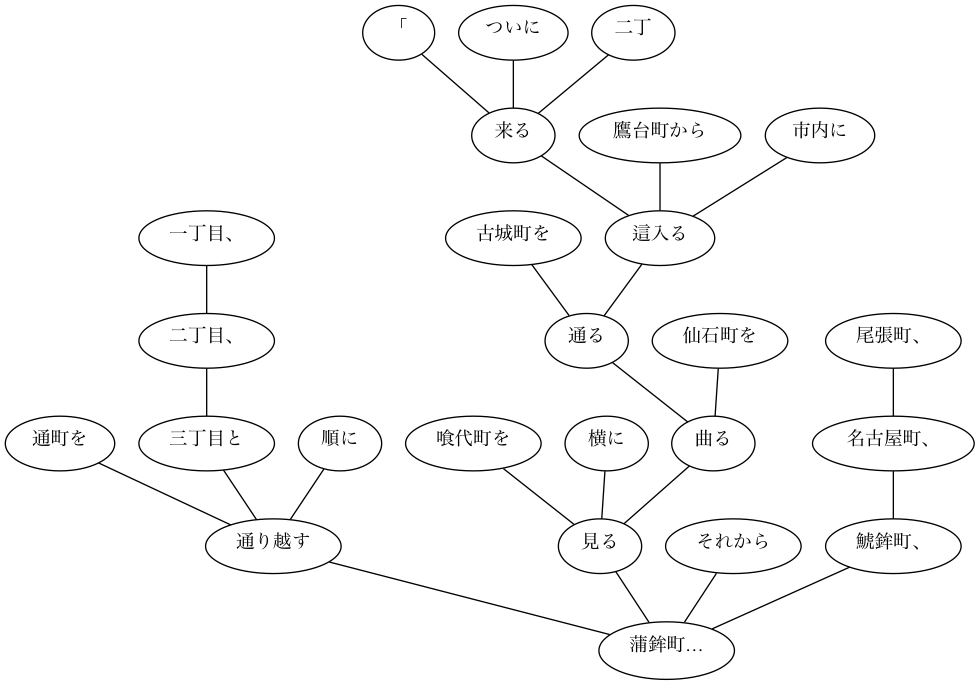 「
ついに
二丁
来る
鷹台町から
市内に
一丁目、
古城町を
這入る
二丁目、
通る
仙石町を
尾張町、
通町を
三丁目と
順に
喰代町を
横に
曲る
名古屋町、
通り越す
見る
それから
鯱鉾町、
蒲鉾町…